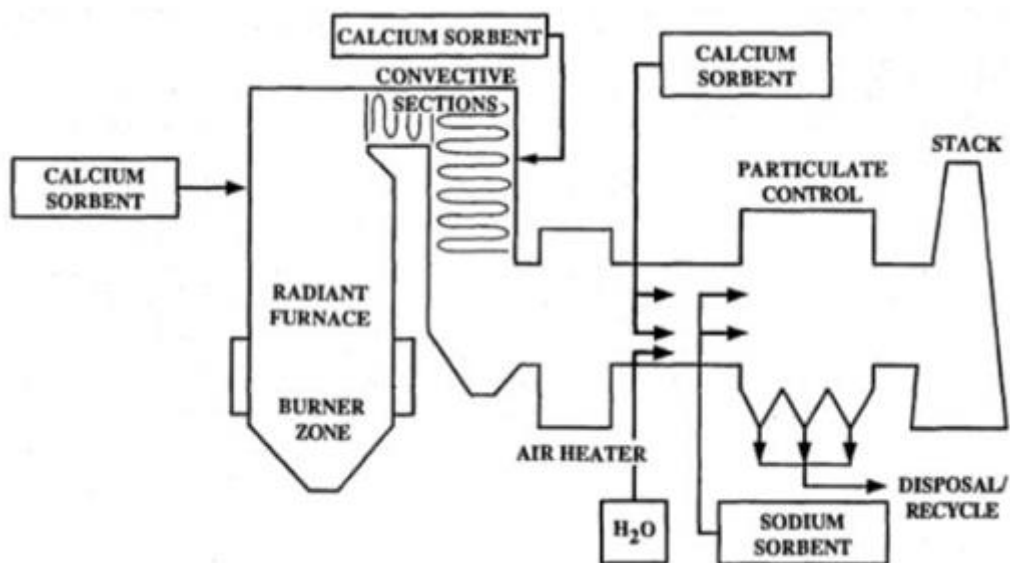 CALCIUM SORBENT
CONVECTIVE
SECTIONS
CALCIUM
SORBENT
STACK
CALCIUM
SORBENT
PARTICULATE
CONTROL
RADIANT
FURNACE
BURNER
ZONE
AIR HEATER
DISPOSAL/
RECYCLE
H₂O
SODIUM
SORBENT